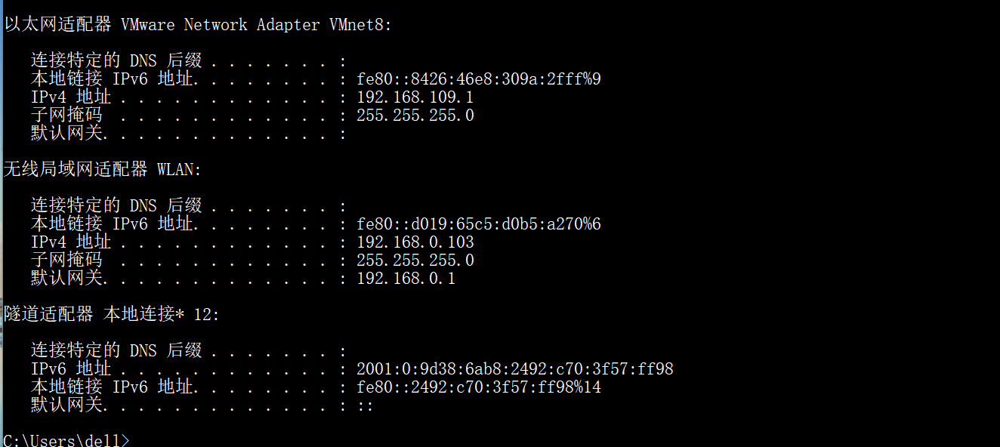 以太网适配器 VMware Network Adapter VMnet8:
连接特定的 DNS 后缀 . . . . . . . :
本地链接 IPv6 地址. . . . . . . . : fe80::8426:46e8:309a:2fff%9
IPv4 地址 . . . . . . . . . . . . : 192.168.109.1
子网掩码  . . . . . . . . . . . . : 255.255.255.0
默认网关. . . . . . . . . . . . . :
无线局域网适配器 WLAN:
连接特定的 DNS 后缀 . . . . . . . :
本地链接 IPv6 地址. . . . . . . . : fe80::d019:65c5:d0b5:a270%6
IPv4 地址 . . . . . . . . . . . . : 192.168.0.103
子网掩码  . . . . . . . . . . . . : 255.255.255.0
默认网关. . . . . . . . . . . . . : 192.168.0.1
隧道适配器 本地连接* 12:
连接特定的 DNS 后缀 . . . . . . . :
IPv6 地址 . . . . . . . . . . . . : 2001:0:9d38:6ab8:2492:c70:3f57:ff98
本地链接 IPv6 地址. . . . . . . . : fe80::2492:c70:3f57:ff98%14
默认网关. . . . . . . . . . . . . : ::
C:\Users\dell>